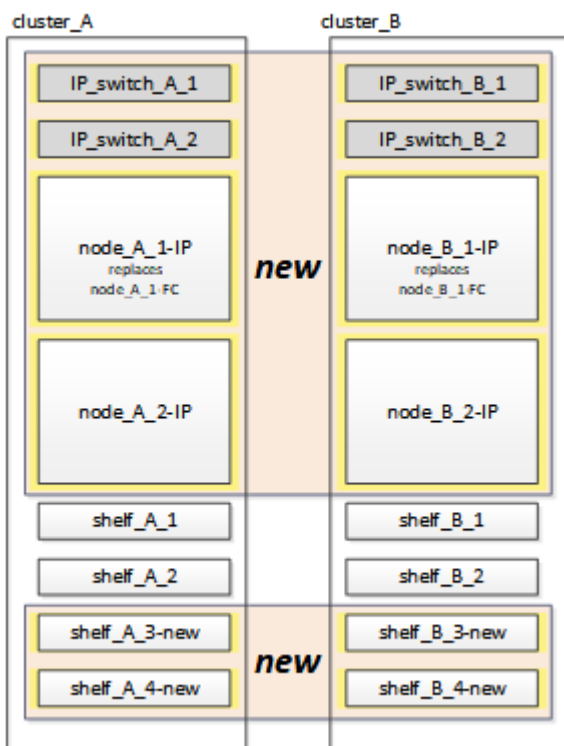 cluster_A
cluster_B
IP_switch_A_1
IP_switch_B_1
IP_switch_A_2
IP_switch_B_2
node_A_1-IP
replaces
node_A_1-FC
new
node_B_1-IP
replaces
node_B_1-FC
node_A_2-IP
node_B_2-IP
shelf_A_1
shelf_B_1
shelf_A_2
shelf_B_2
shelf_A_3-new
shelf_B_3-new
new
shelf_A_4-new
shelf_B_4-new